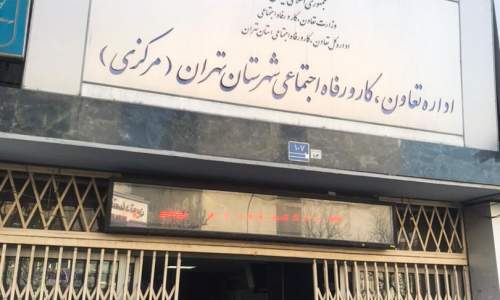 جمهوری اسلامی ایران
وزارت تعاون، کار و رفاه اجتماعی
اداره کل تعاون، کار و رفاه اجتماعی استان تهران
اداره تعاون، کار و رفاه اجتماعی شهرستان تهران (مرکزی)
۱۰۷